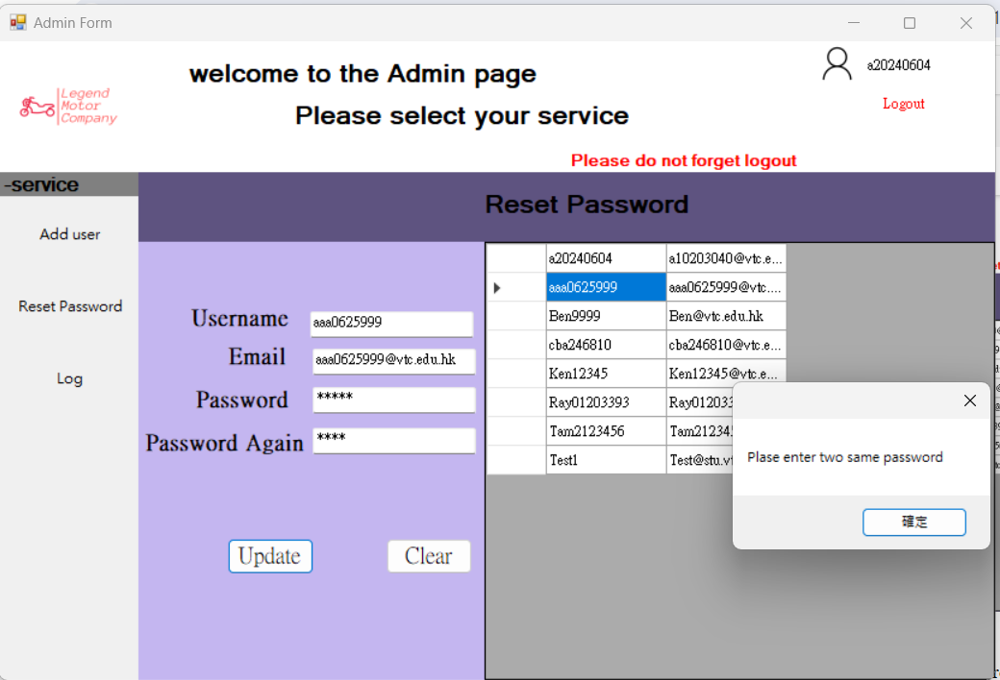 Admin Form
welcome to the Admin page
a20240604
Legend
Motor
Company
Please select your service
Logout
Please do not forget logout
-service
Reset Password
Add user
Reset Password
Log
Username
aaa0625999
Email
aaa0625999@vtc.edu.hk
Password
*****
Password Again
****
Update
Clear
a20240604 a10203040@vtc.e...
aaa0625999 aaa0625999@vtc....
Ben9999 Ben@vtc.edu.hk
cba246810 cba246810@vtc.e...
Ken12345 Ken12345@vtc.e...
Ray01203393 Ray012033
Tam2123456 Tam21234
Test1 Test@stu.v
Plase enter two same password
確定